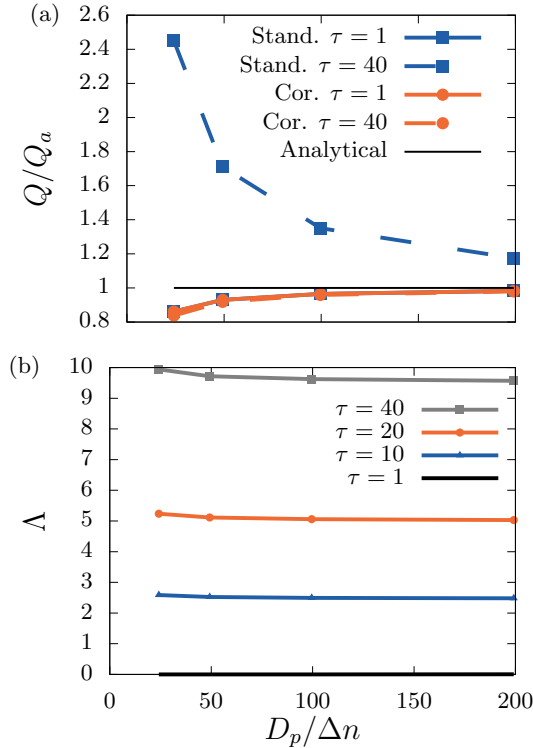 (a)
2.6
2.4
2.2
2
1.8
1.6
1.4
1.2
1
0.8
Q/Q_a
Stand. τ = 1
Stand. τ = 40
Cor. τ = 1
Cor. τ = 40
Analytical
(b)
10
9
8
7
6
5
4
3
2
1
0
Λ
τ = 40
τ = 20
τ = 10
τ = 1
0 50 100 150 200
D_p/Δn